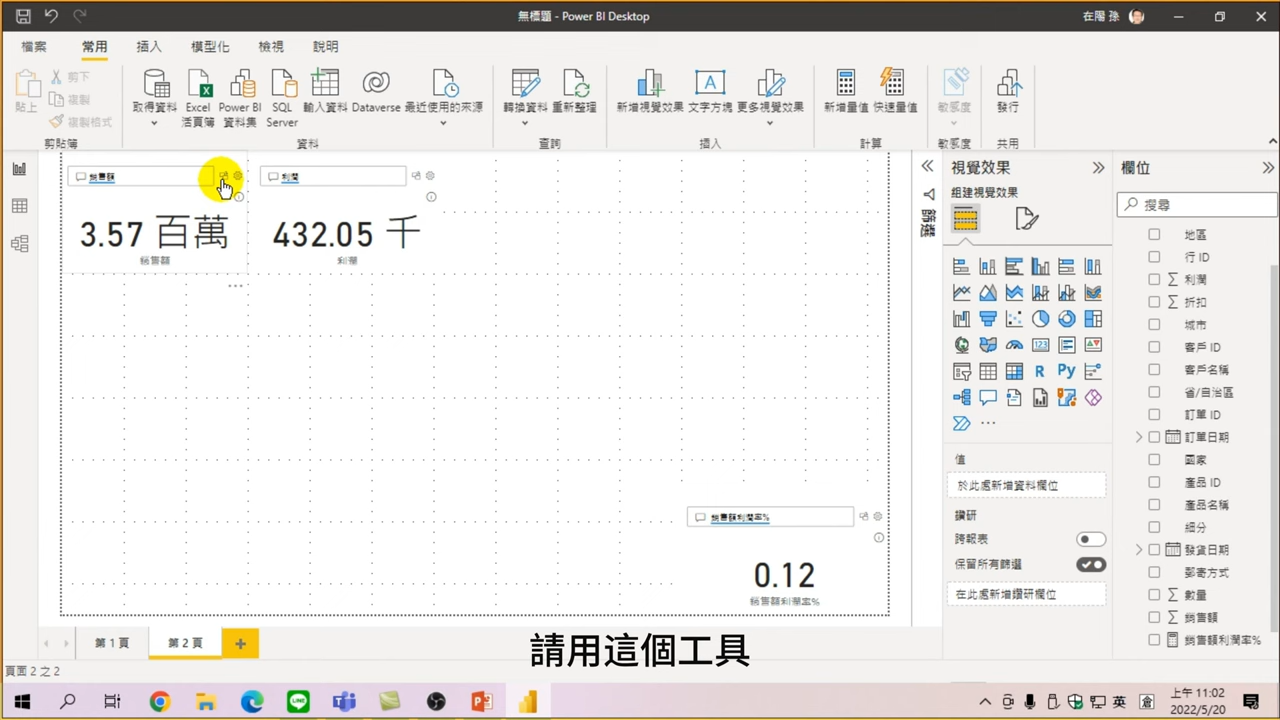 無標題 - Power BI Desktop
在陽 孫
檔案
常用
插入
模型化
檢視
說明
貼上
剪下
複製
複製格式
剪貼簿
取得資料
Excel
活頁簿
Power BI
資料集
SQL
Server
輸入資料
Dataverse
最近使用的來源
資料
轉換資料
重新整理
查詢
新增視覺效果
文字方塊
更多視覺效果
插入
新增量值
快速量值
計算
敏感度
敏感度
發行
共用
銷售額
3.57 百萬
銷售額
利潤
432.05 千
利潤
銷售額利潤率%
0.12
銷售額利潤率%
篩選
視覺效果
組建視覺效果
123
R
Py
值
於此處新增資料欄位
鑽研
跨報表
保留所有篩選
在此處新增鑽研欄位
欄位
搜尋
地區
行 ID
利潤
折扣
城市
客戶 ID
客戶名稱
省/自治區
訂單 ID
訂單日期
國家
產品 ID
產品名稱
細分
發貨日期
郵寄方式
數量
銷售額
銷售額利潤率%
第 1 頁
第 2 頁
請用這個工具
頁面 2 之 2
英
上午 11:02
2022/5/20